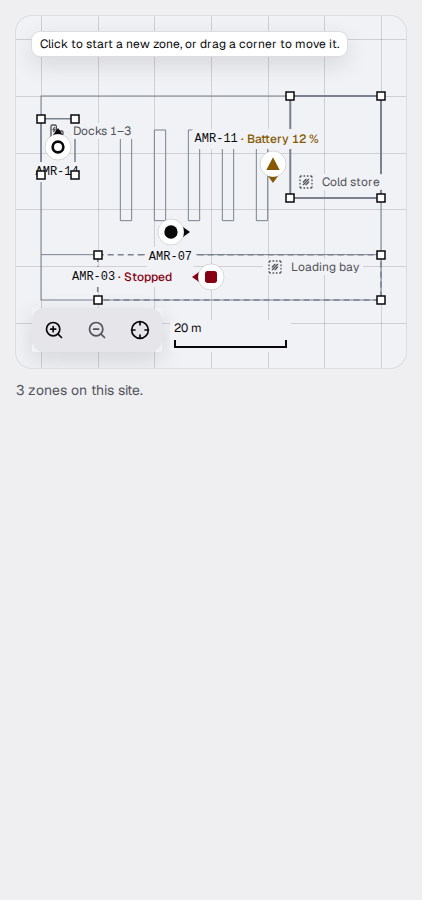 Click to start a new zone, or drag a corner to move it.
Docks 1–3
AMR-11 · Battery 12 %
AMR-14
Cold store
AMR-07
Loading bay
AMR-03 · Stopped
20 m
3 zones on this site.